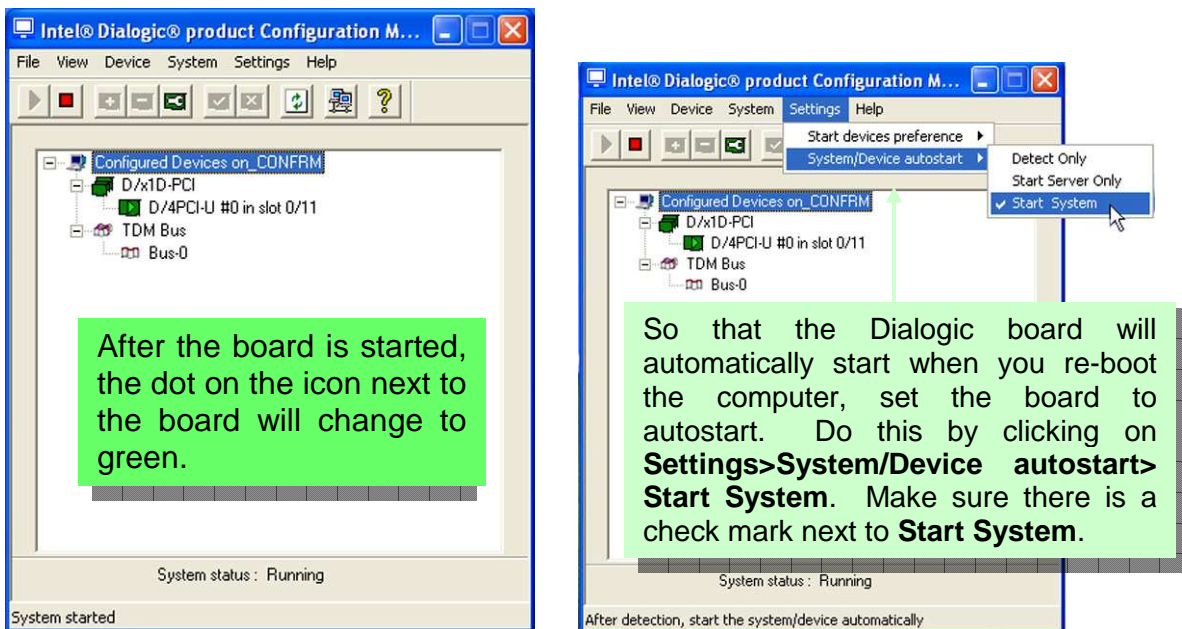 Intel® Dialogic® product Configuration M...
File View Device System Settings Help
Configured Devices on_CONFRM
D/x1D-PCI
D/4PCI-U #0 in slot 0/11
TDM Bus
Bus-0
After the board is started,
the dot on the icon next to
the board will change to
green.
System status : Running
System started
Intel® Dialogic® product Configuration M...
File View Device System Settings Help
Start devices preference
System/Device autostart
Detect Only
Start Server Only
Start System
Configured Devices on_CONFRM
D/x1D-PCI
D/4PCI-U #0 in slot 0/11
TDM Bus
Bus-0
So that the Dialogic board will
automatically start when you re-boot
the computer, set the board to
autostart. Do this by clicking on
Settings>System/Device autostart>
Start System. Make sure there is a
check mark next to Start System.
System status : Running
After detection, start the system/device automatically